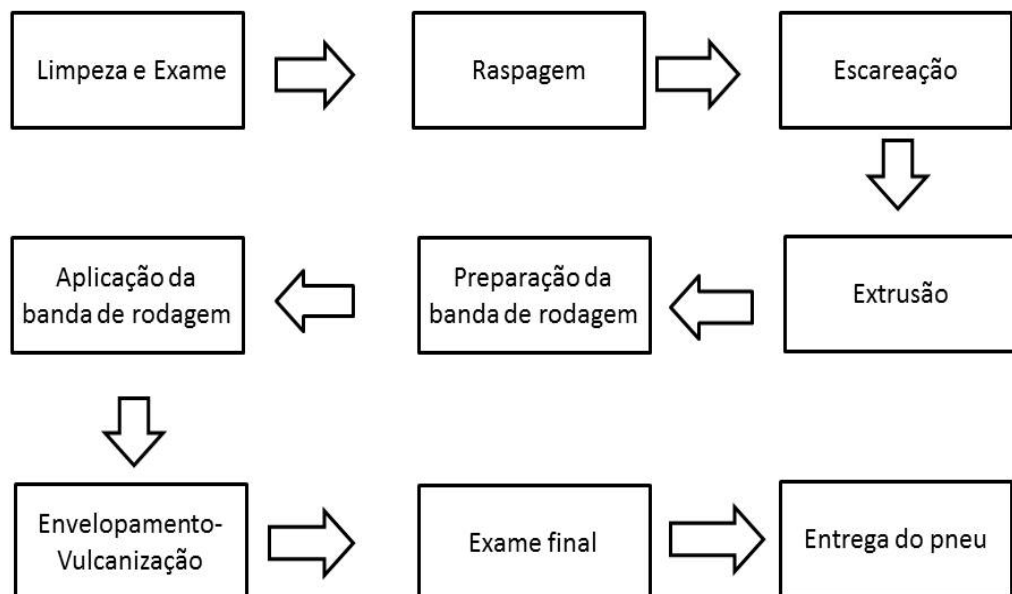 Limpeza e Exame
Raspagem
Escareação
Extrusão
Preparação da
banda de rodagem
Aplicação da
banda de rodagem
Envelopamento-
Vulcanização
Exame final
Entrega do pneu